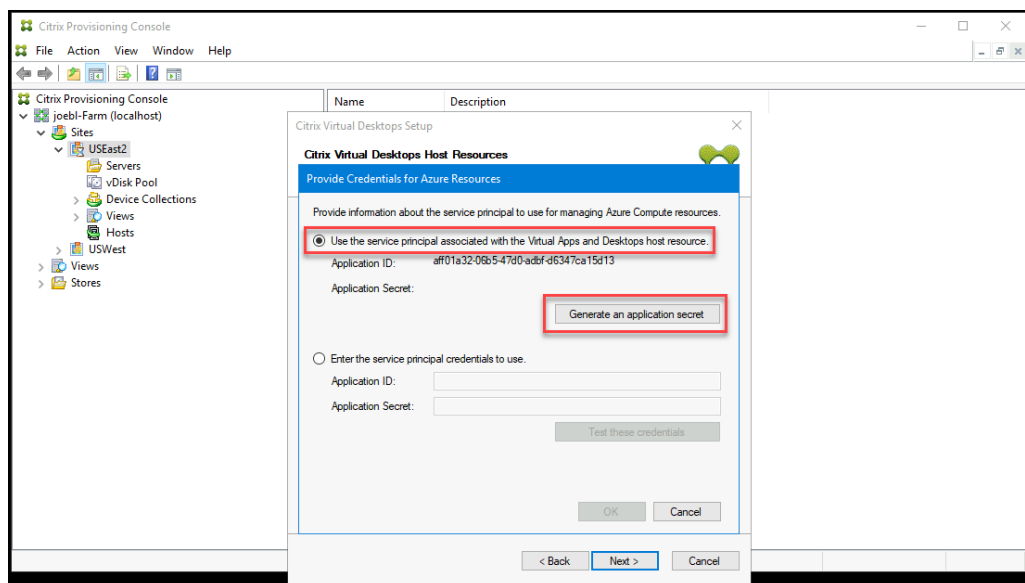 Citrix Provisioning Console
File Action View Window Help
Citrix Provisioning Console
joebl-Farm (localhost)
Sites
USEast2
Servers
vDisk Pool
Device Collections
Views
Hosts
USWest
Views
Stores
Name Description
Citrix Virtual Desktops Setup
Citrix Virtual Desktops Host Resources
Provide Credentials for Azure Resources
Provide information about the service principal to use for managing Azure Compute resources.
Use the service principal associated with the Virtual Apps and Desktops host resource.
Application ID: aff01a32-06b5-47d0-adbf-d6347ca15d13
Application Secret:
Generate an application secret
Enter the service principal credentials to use.
Application ID:
Application Secret:
Test these credentials
OK Cancel
< Back Next > Cancel